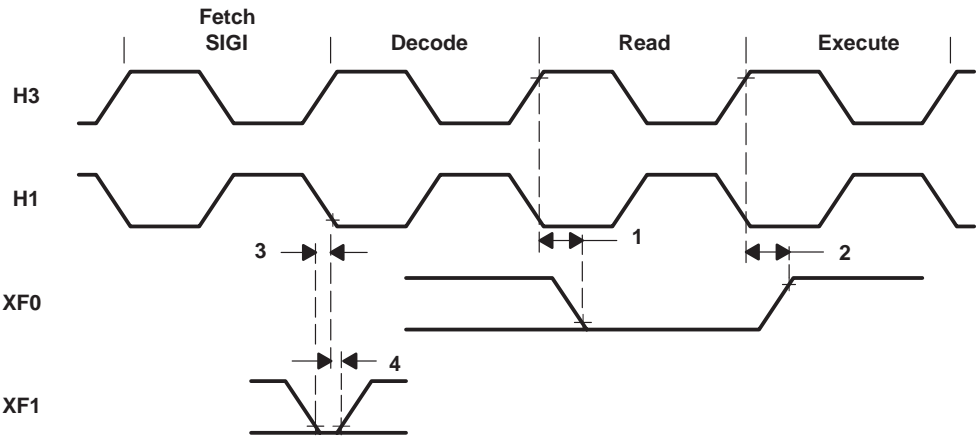 Fetch
SIGI
Decode
Read
Execute
H3
H1
3
1
2
XF0
4
XF1